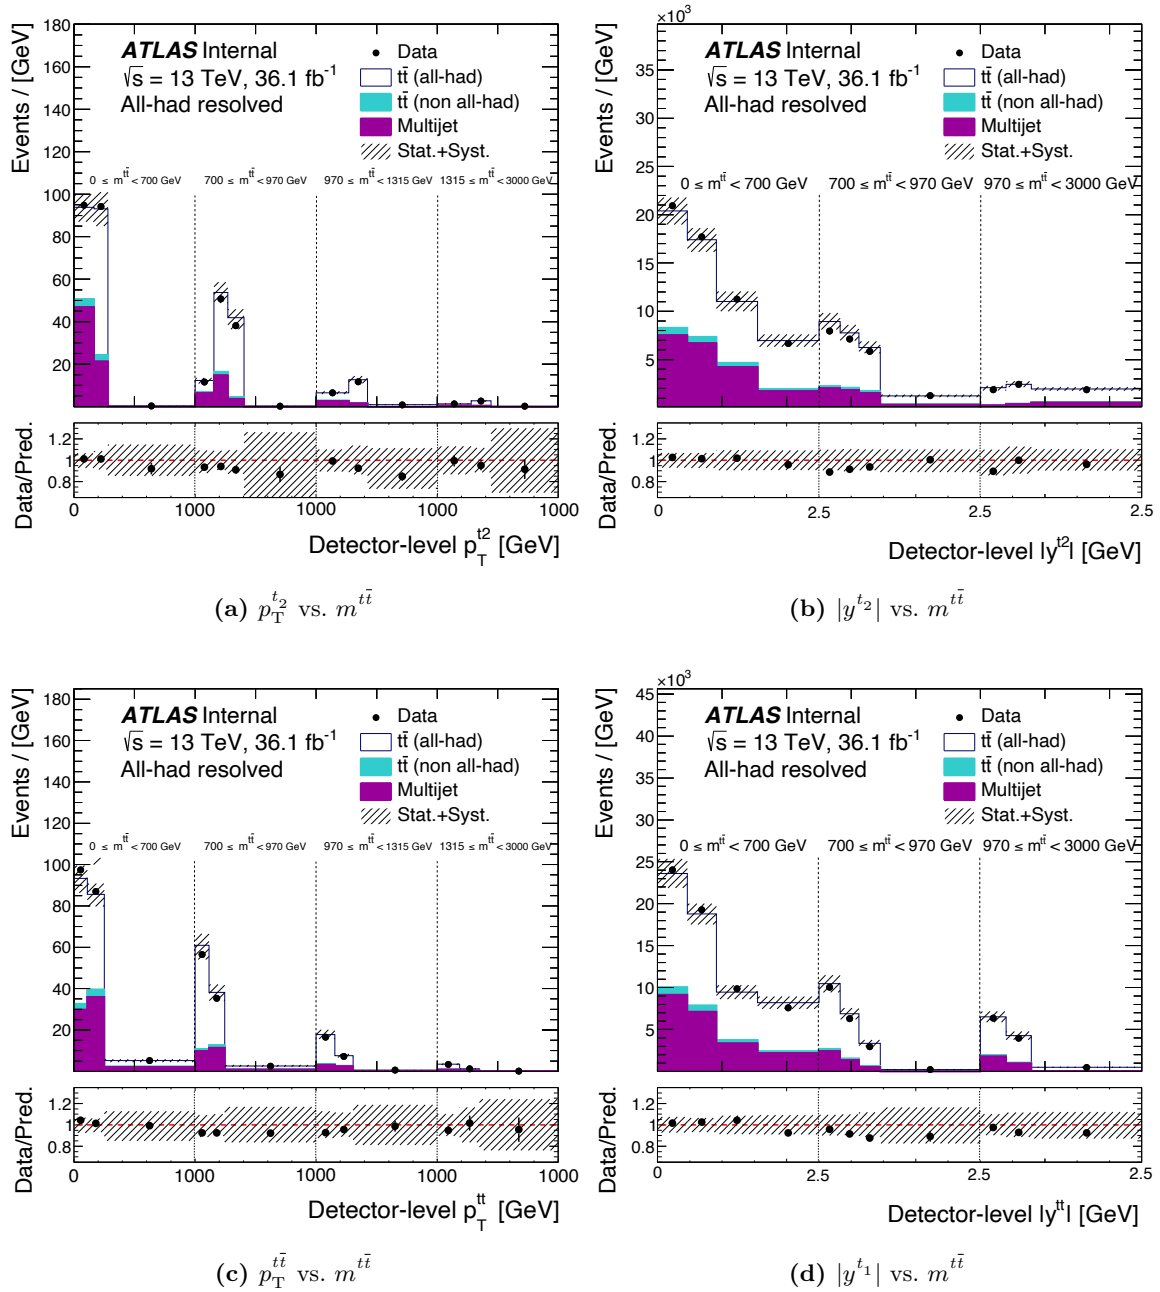 Events / [GeV]
180
160
140
120
100
80
60
40
20
ATLAS Internal
√s = 13 TeV, 36.1 fb⁻¹
All-had resolved
Data
tt̄ (all-had)
tt̄ (non all-had)
Multijet
Stat.+Syst.
0 ≤ m^tt̄ < 700 GeV
700 ≤ m^tt̄ < 970 GeV
970 ≤ m^tt̄ < 1315 GeV
1315 ≤ m^tt̄ < 3000 GeV
Data/Pred.
1.2
1
0.8
0 1000 1000 1000 1000
Detector-level p_T^t2 [GeV]
(a) p_T^t₂ vs. m^tt̄
×10³
Events / [GeV]
35
30
25
20
15
10
5
ATLAS Internal
√s = 13 TeV, 36.1 fb⁻¹
All-had resolved
Data
tt̄ (all-had)
tt̄ (non all-had)
Multijet
Stat.+Syst.
0 ≤ m^tt̄ < 700 GeV
700 ≤ m^tt̄ < 970 GeV
970 ≤ m^tt̄ < 3000 GeV
Data/Pred.
1.2
1
0.8
0 2.5 2.5 2.5
Detector-level |y^t2| [GeV]
(b) |y^t₂| vs. m^tt̄
Events / [GeV]
180
160
140
120
100
80
60
40
20
ATLAS Internal
√s = 13 TeV, 36.1 fb⁻¹
All-had resolved
Data
tt̄ (all-had)
tt̄ (non all-had)
Multijet
Stat.+Syst.
0 ≤ m^tt̄ < 700 GeV
700 ≤ m^tt̄ < 970 GeV
970 ≤ m^tt̄ < 1315 GeV
1315 ≤ m^tt̄ < 3000 GeV
Data/Pred.
1.2
1
0.8
0 1000 1000 1000 1000
Detector-level p_T^tt̄ [GeV]
(c) p_T^tt̄ vs. m^tt̄
×10³
Events / [GeV]
45
40
35
30
25
20
15
10
5
ATLAS Internal
√s = 13 TeV, 36.1 fb⁻¹
All-had resolved
Data
tt̄ (all-had)
tt̄ (non all-had)
Multijet
Stat.+Syst.
0 ≤ m^tt̄ < 700 GeV
700 ≤ m^tt̄ < 970 GeV
970 ≤ m^tt̄ < 3000 GeV
Data/Pred.
1.2
1
0.8
0 2.5 2.5 2.5
Detector-level |y^tt̄| [GeV]
(d) |y^t₁| vs. m^tt̄